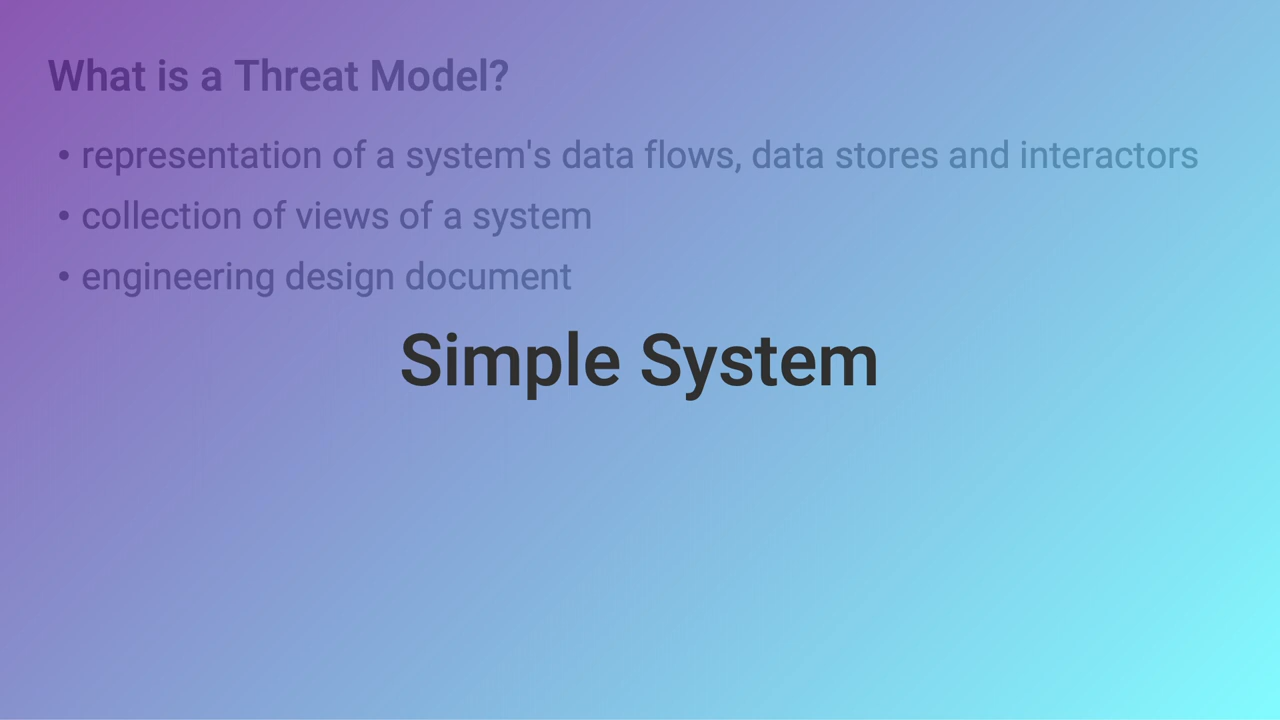 What is a Threat Model?
• representation of a system's data flows, data stores and interactors
• collection of views of a system
• engineering design document
Simple System